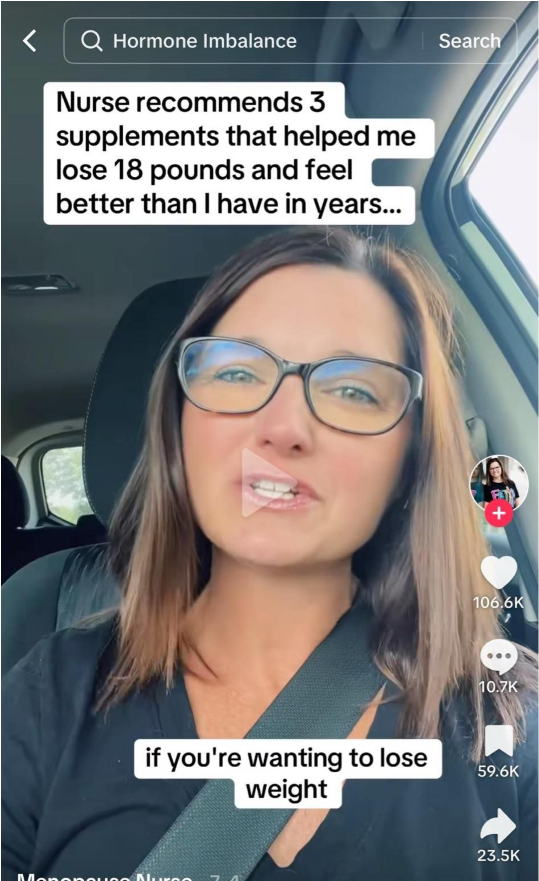 Hormone Imbalance
Search
Nurse recommends 3
supplements that helped me
lose 18 pounds and feel
better than I have in years...
106.6K
10.7K
59.6K
23.5K
if you're wanting to lose
weight
Menopause Nurse
7-4